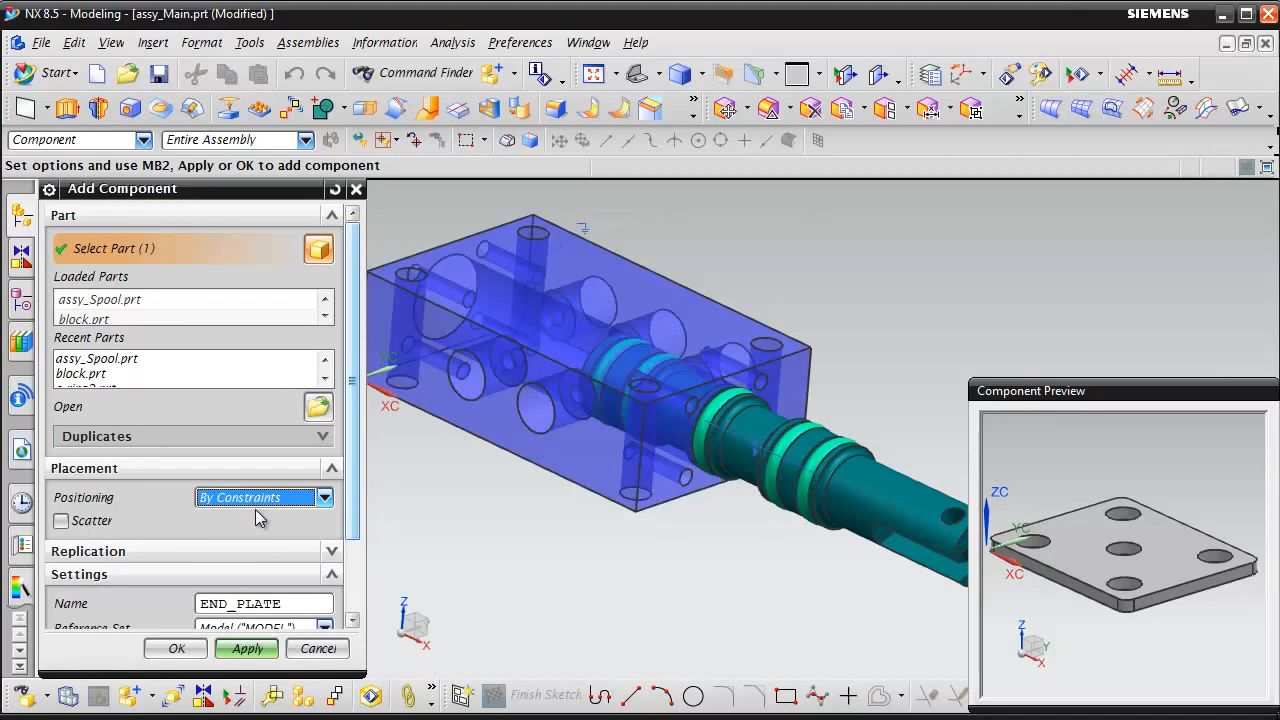 NX 8.5 - Modeling - [assy_Main.prt (Modified) ]
SIEMENS
File Edit View Insert Format Tools Assemblies Information Analysis Preferences Window Help
Start Command Finder
Component Entire Assembly
Set options and use MB2, Apply or OK to add component
Add Component
Part
Select Part (1)
Loaded Parts
assy_Spool.prt
block.prt
Recent Parts
assy_Spool.prt
block.prt
Open
Duplicates
Placement
Positioning By Constraints
Scatter
Replication
Settings
Name END_PLATE
Reference Set Model ("MODEL")
OK Apply Cancel
YC
XC
Z
X
Component Preview
ZC
YC
XC
Z
Y
X
Finish Sketch